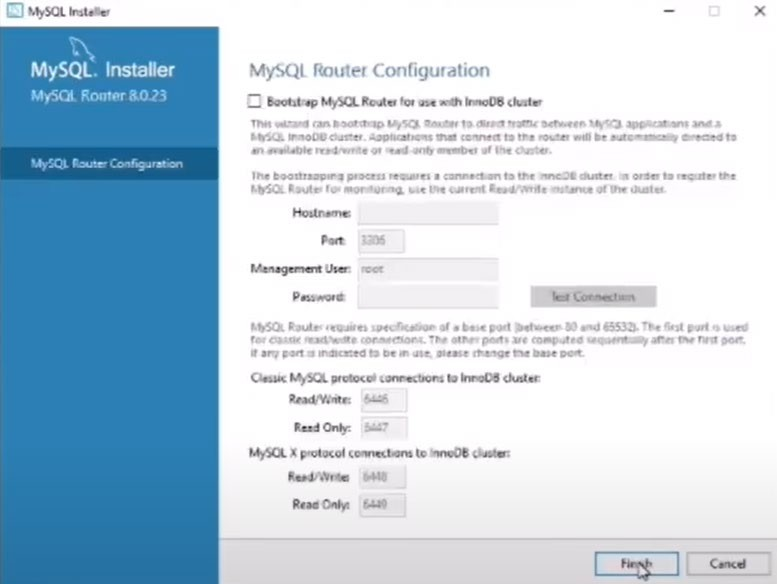 MySQL Installer
MySQL. Installer
MySQL Router 8.0.23
MySQL Router Configuration
MySQL Router Configuration
Bootstrap MySQL Router for use with InnoDB cluster
This wizard can bootstrap MySQL Router to direct traffic between MySQL applications and a
MySQL InnoDB cluster. Applications that connect to the router will be automatically directed to
an available read/write or read-only member of the cluster.
The bootstrapping process requires a connection to the InnoDB cluster. In order to register the
MySQL Router for monitoring, use the current Read/Write instance of the cluster.
Hostname:
Port: 3306
Management User: root
Password:
Test Connection
MySQL Router requires specification of a base port (between 80 and 65532). The first port is used
for classic read/write connections. The other ports are computed sequentially after the first port.
If any port is indicated to be in use, please change the base port.
Classic MySQL protocol connections to InnoDB cluster:
Read/Write: 6446
Read Only: 6447
MySQL X protocol connections to InnoDB cluster:
Read/Write: 6448
Read Only: 6449
Finish
Cancel